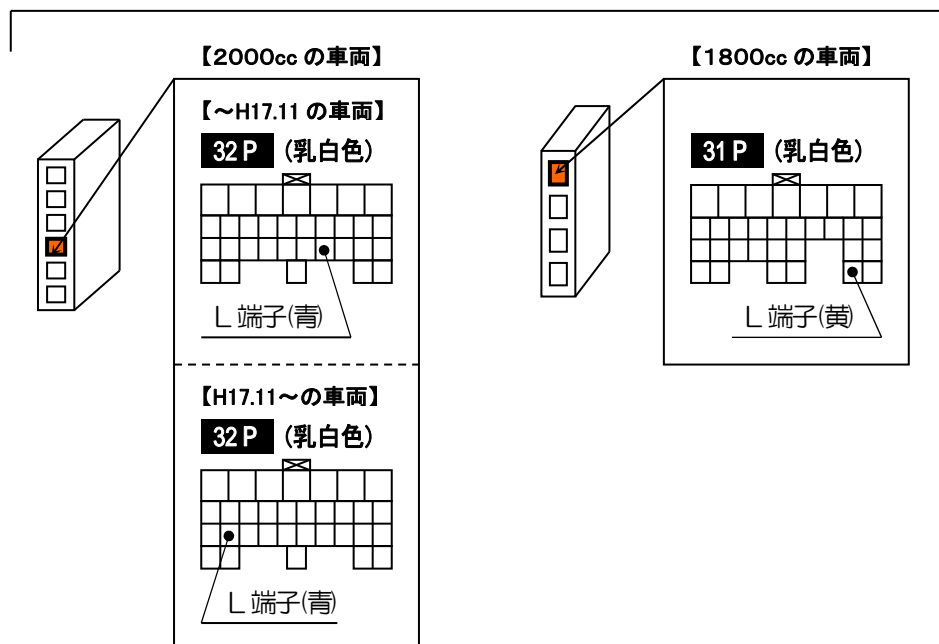 【2000cc の車両】
【～H17.11 の車両】
32 P （乳白色）
L 端子(青)
【H17.11～の車両】
32 P （乳白色）
L 端子(青)
【1800cc の車両】
31 P （乳白色）
L 端子(黄)